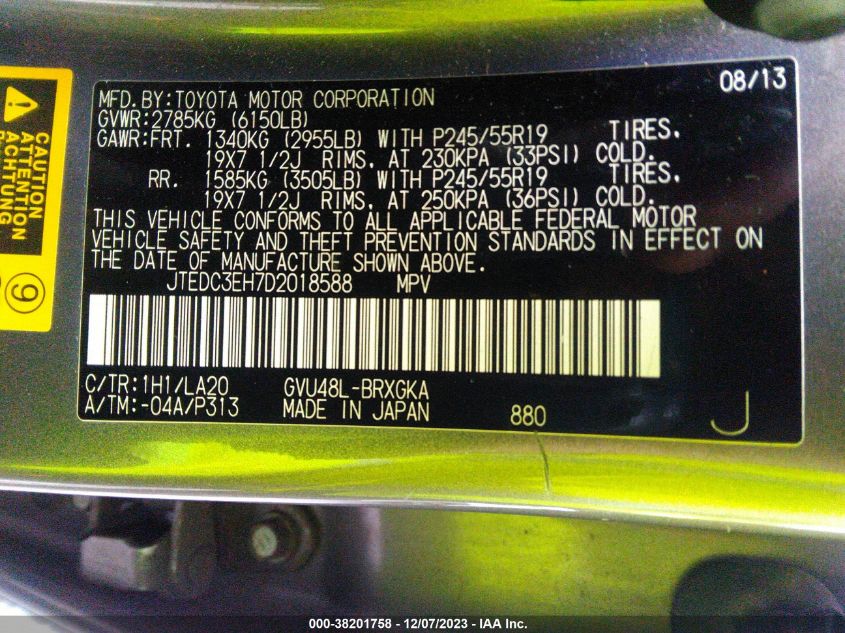 08/13
MFD. BY: TOYOTA MOTOR CORPORATION
GVWR: 2785KG (6150LB)
GAWR: FRT. 1340KG (2955LB) WITH P245/55R19 TIRES.
19X7 1/2J RIMS, AT 230KPA (33PSI) COLD.
RR. 1585KG (3505LB) WITH P245/55R19 TIRES.
19X7 1/2J RIMS, AT 250KPA (36PSI) COLD.
THIS VEHICLE CONFORMS TO ALL APPLICABLE FEDERAL MOTOR
VEHICLE SAFETY AND THEFT PREVENTION STANDARDS IN EFFECT ON
THE DATE OF MANUFACTURE SHOWN ABOVE.
JTEDC3EH7D2018588 MPV
C/TR: 1H1/LA20 GVU48L-BRXGKA
A/TM: -04A/P313 MADE IN JAPAN 880 J
CAUTION
ATTENTION
ACHTUNG
9
000-38201758 - 12/07/2023 - IAA Inc.